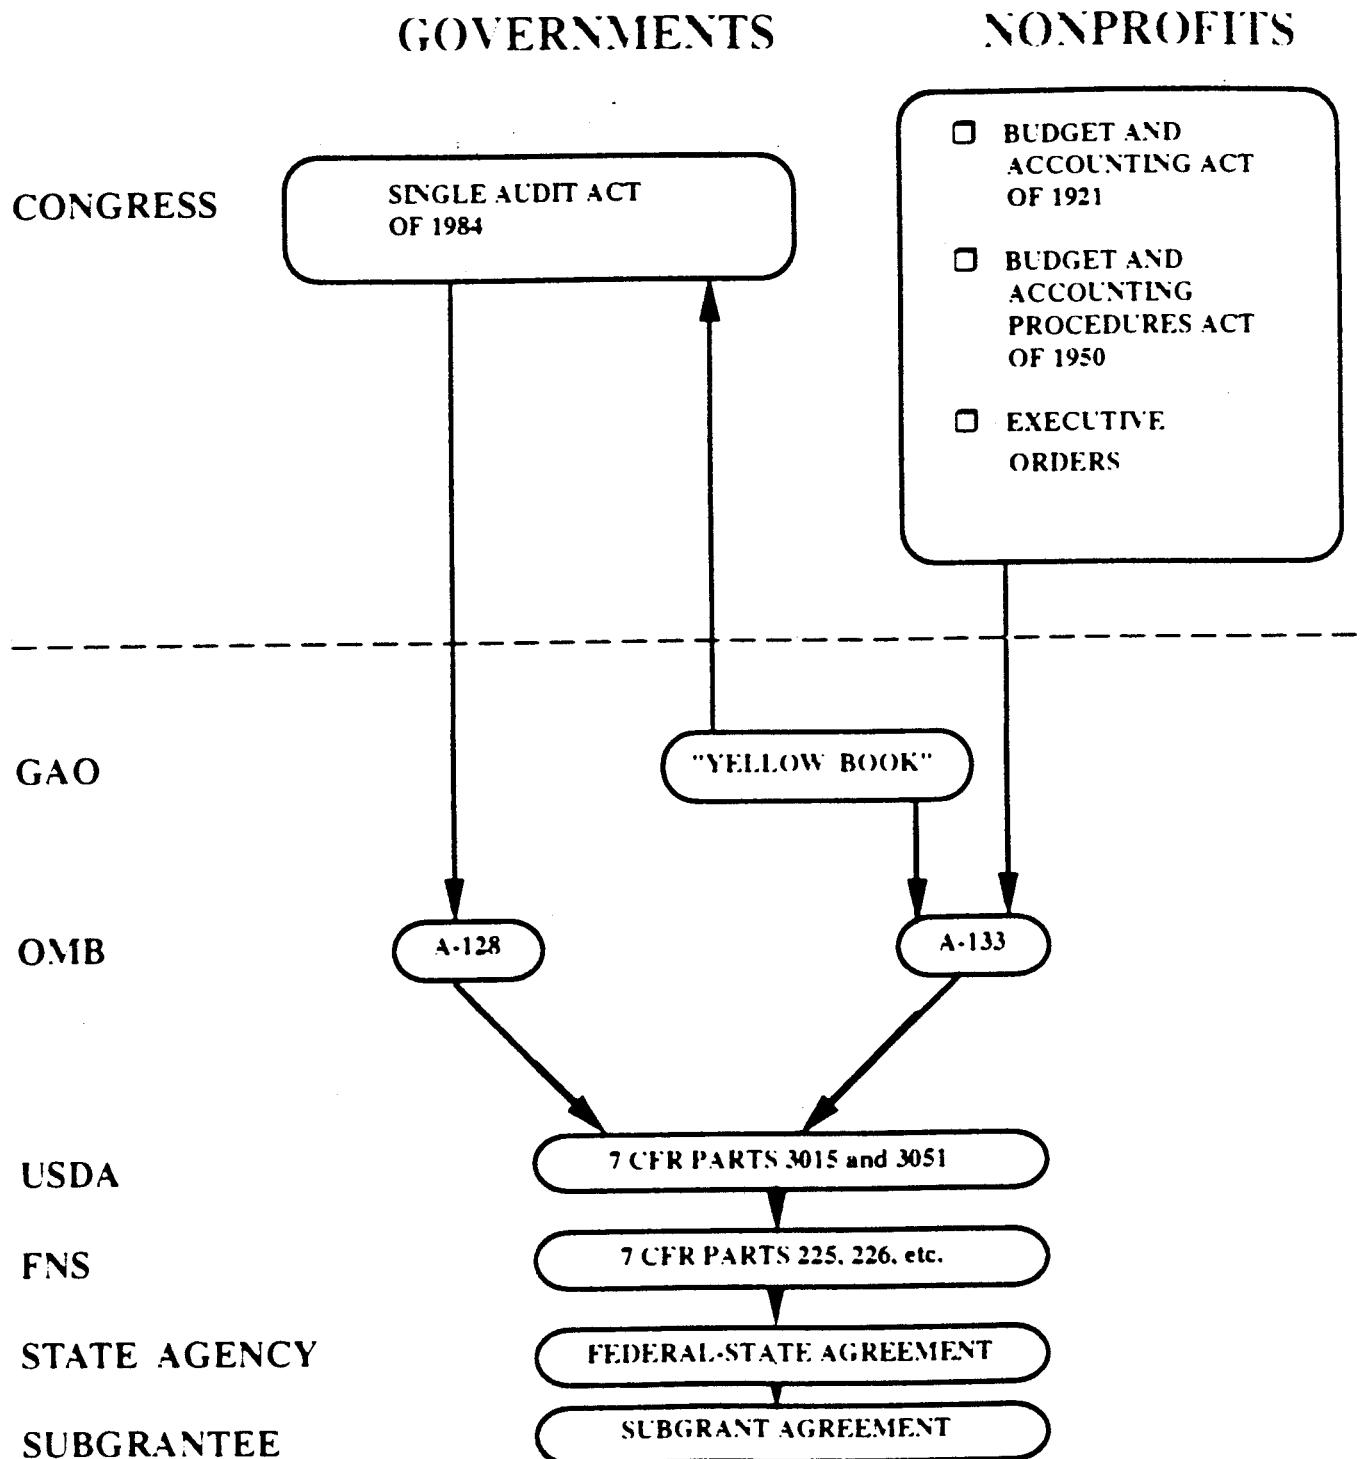 GOVERNMENTS
NONPROFITS
CONGRESS
SINGLE AUDIT ACT
OF 1984
BUDGET AND
ACCOUNTING ACT
OF 1921
BUDGET AND
ACCOUNTING
PROCEDURES ACT
OF 1950
EXECUTIVE
ORDERS
GAO
"YELLOW BOOK"
OMB
A-128
A-133
USDA
7 CFR PARTS 3015 and 3051
FNS
7 CFR PARTS 225, 226, etc.
STATE AGENCY
FEDERAL-STATE AGREEMENT
SUBGRANTEE
SUBGRANT AGREEMENT